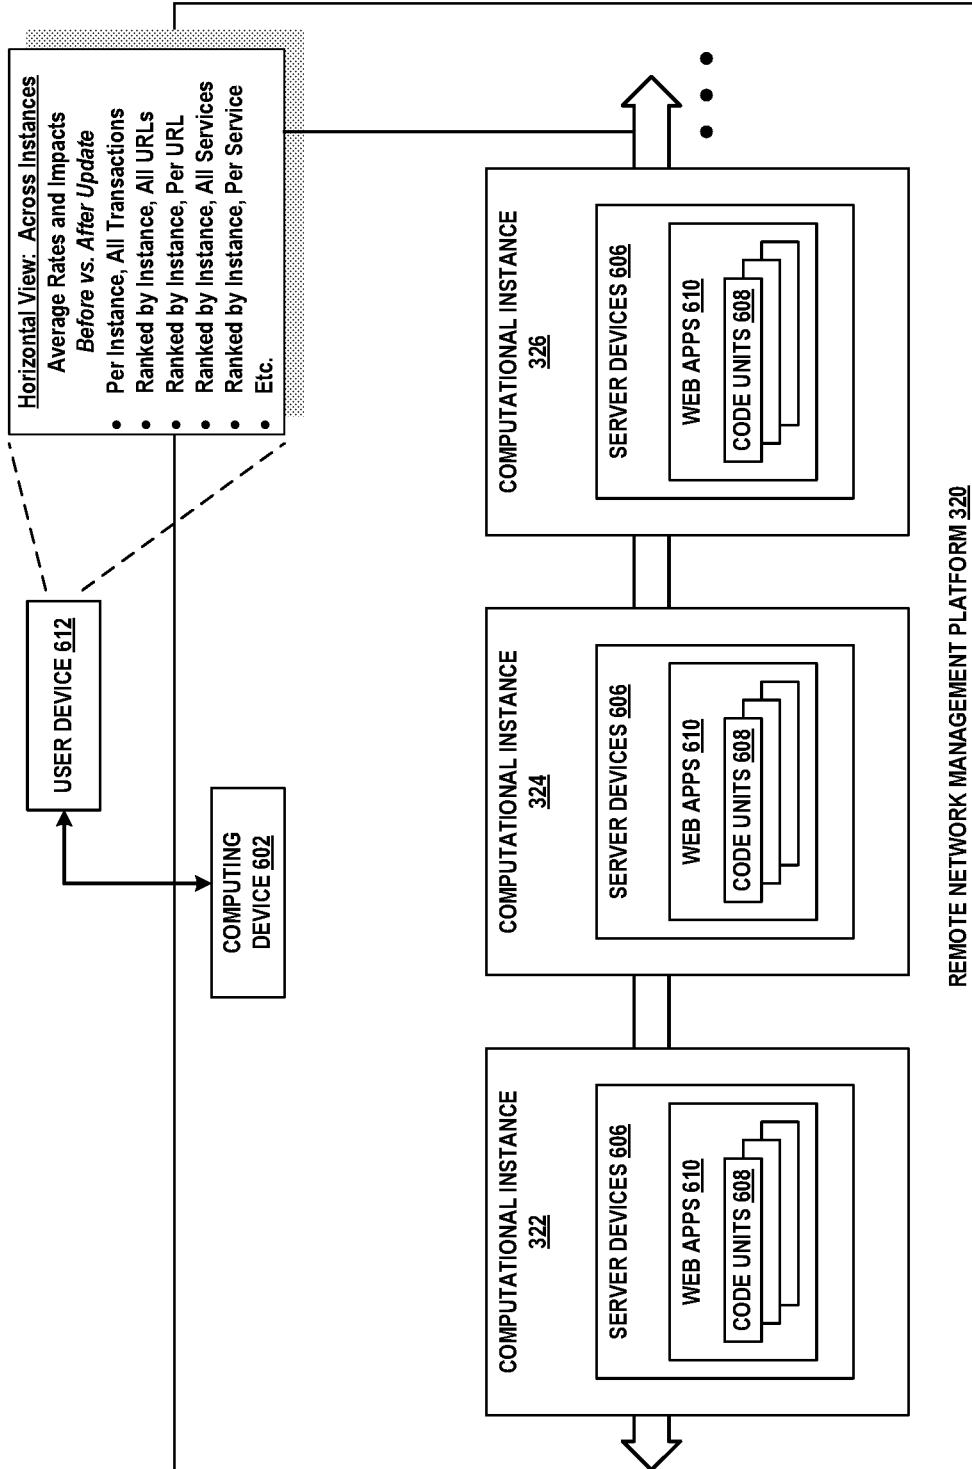 USER DEVICE 612
Horizontal View: Across Instances
Average Rates and Impacts
Before vs. After Update
• Per Instance, All Transactions
• Ranked by Instance, All URLs
• Ranked by Instance, Per URL
• Ranked by Instance, All Services
• Ranked by Instance, Per Service
• Etc.
COMPUTING
DEVICE 602
COMPUTATIONAL INSTANCE
322
SERVER DEVICES 606
WEB APPS 610
CODE UNITS 608
COMPUTATIONAL INSTANCE
324
SERVER DEVICES 606
WEB APPS 610
CODE UNITS 608
COMPUTATIONAL INSTANCE
326
SERVER DEVICES 606
WEB APPS 610
CODE UNITS 608
REMOTE NETWORK MANAGEMENT PLATFORM 320